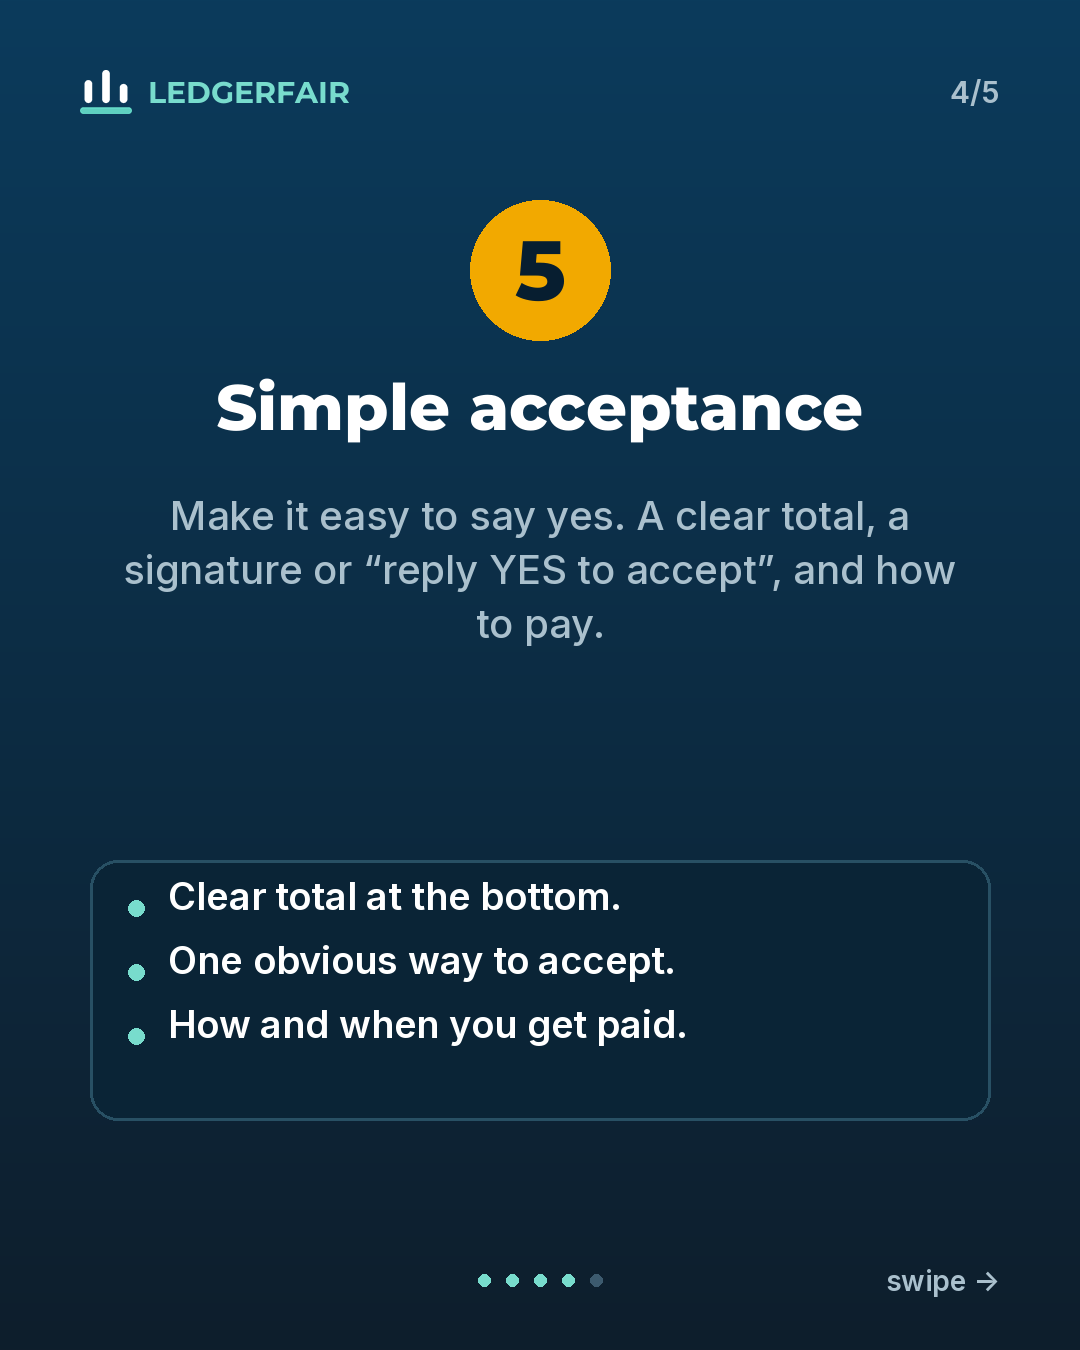 LEDGERFAIR
4/5
5
Simple acceptance
Make it easy to say yes. A clear total, a
signature or “reply YES to accept”, and how
to pay.
Clear total at the bottom.
One obvious way to accept.
How and when you get paid.
swipe →